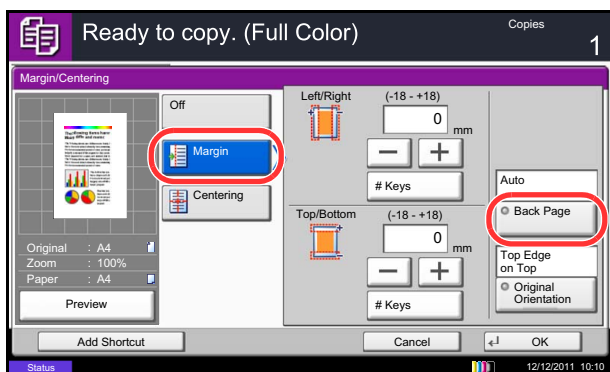 Ready to copy. (Full Color)
Copies
1
Margin/Centering
Off
Margin
Centering
Original : A4
Zoom : 100%
Paper : A4
Preview
Left/Right (-18 - +18)
0 mm
# Keys
Top/Bottom (-18 - +18)
0 mm
# Keys
Auto
Back Page
Top Edge
on Top
Original
Orientation
Add Shortcut
Cancel
OK
Status
12/12/2011 10:10